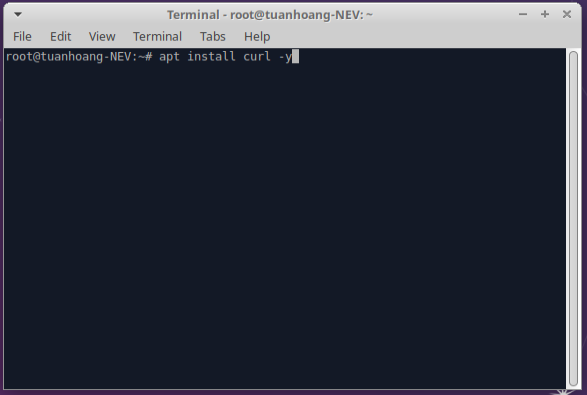 Terminal - root@tuanhoang-NEV: ~
File Edit View Terminal Tabs Help
root@tuanhoang-NEV:~# apt install curl -y